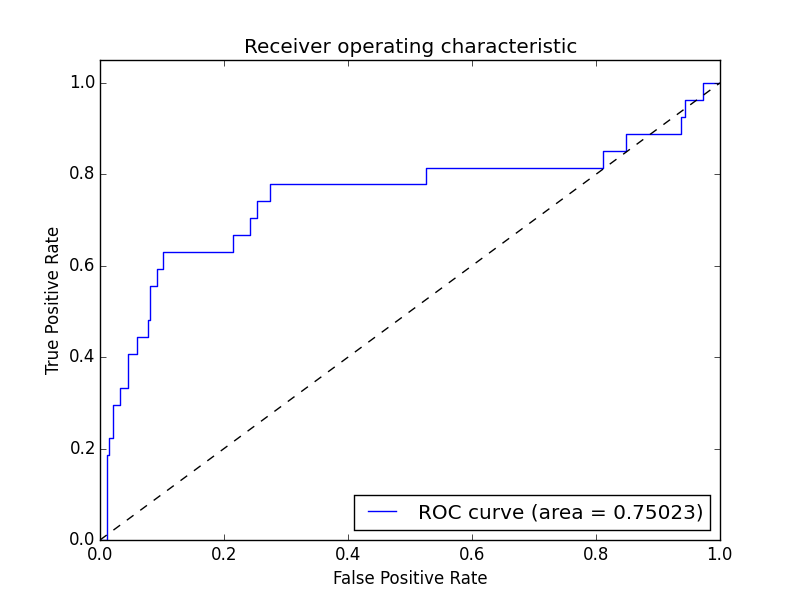 Receiver operating characteristic
1.0
0.8
0.6
0.4
0.2
0.0
True Positive Rate
ROC curve (area = 0.75023)
0.0 0.2 0.4 0.6 0.8 1.0
False Positive Rate